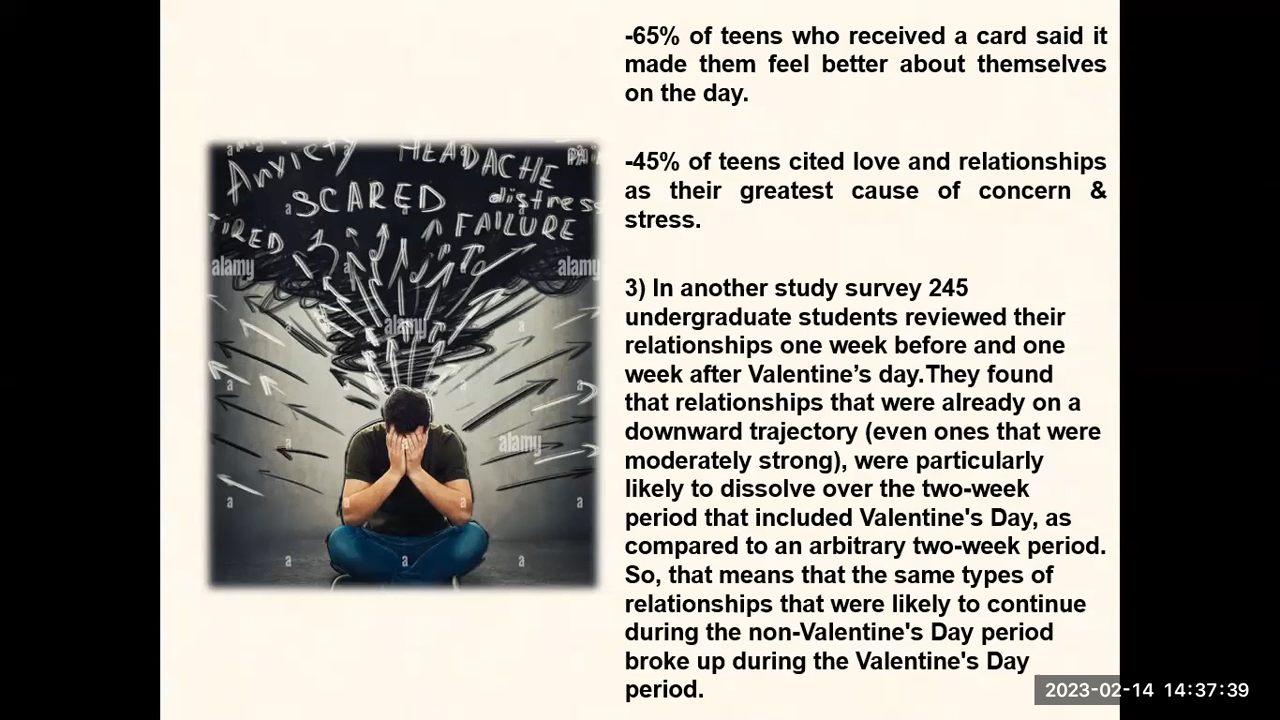 -65% of teens who received a card said it
made them feel better about themselves
on the day.
-45% of teens cited love and relationships
as their greatest cause of concern &
stress.
3) In another study survey 245
undergraduate students reviewed their
relationships one week before and one
week after Valentine’s day.They found
that relationships that were already on a
downward trajectory (even ones that were
moderately strong), were particularly
likely to dissolve over the two-week
period that included Valentine's Day, as
compared to an arbitrary two-week period.
So, that means that the same types of
relationships that were likely to continue
during the non-Valentine's Day period
broke up during the Valentine's Day
period.
Anxiety HEADACHE
SCARED distress
TIRED FAILURE
alamy alamy
alamy
alamy
2023-02-14 14:37:39